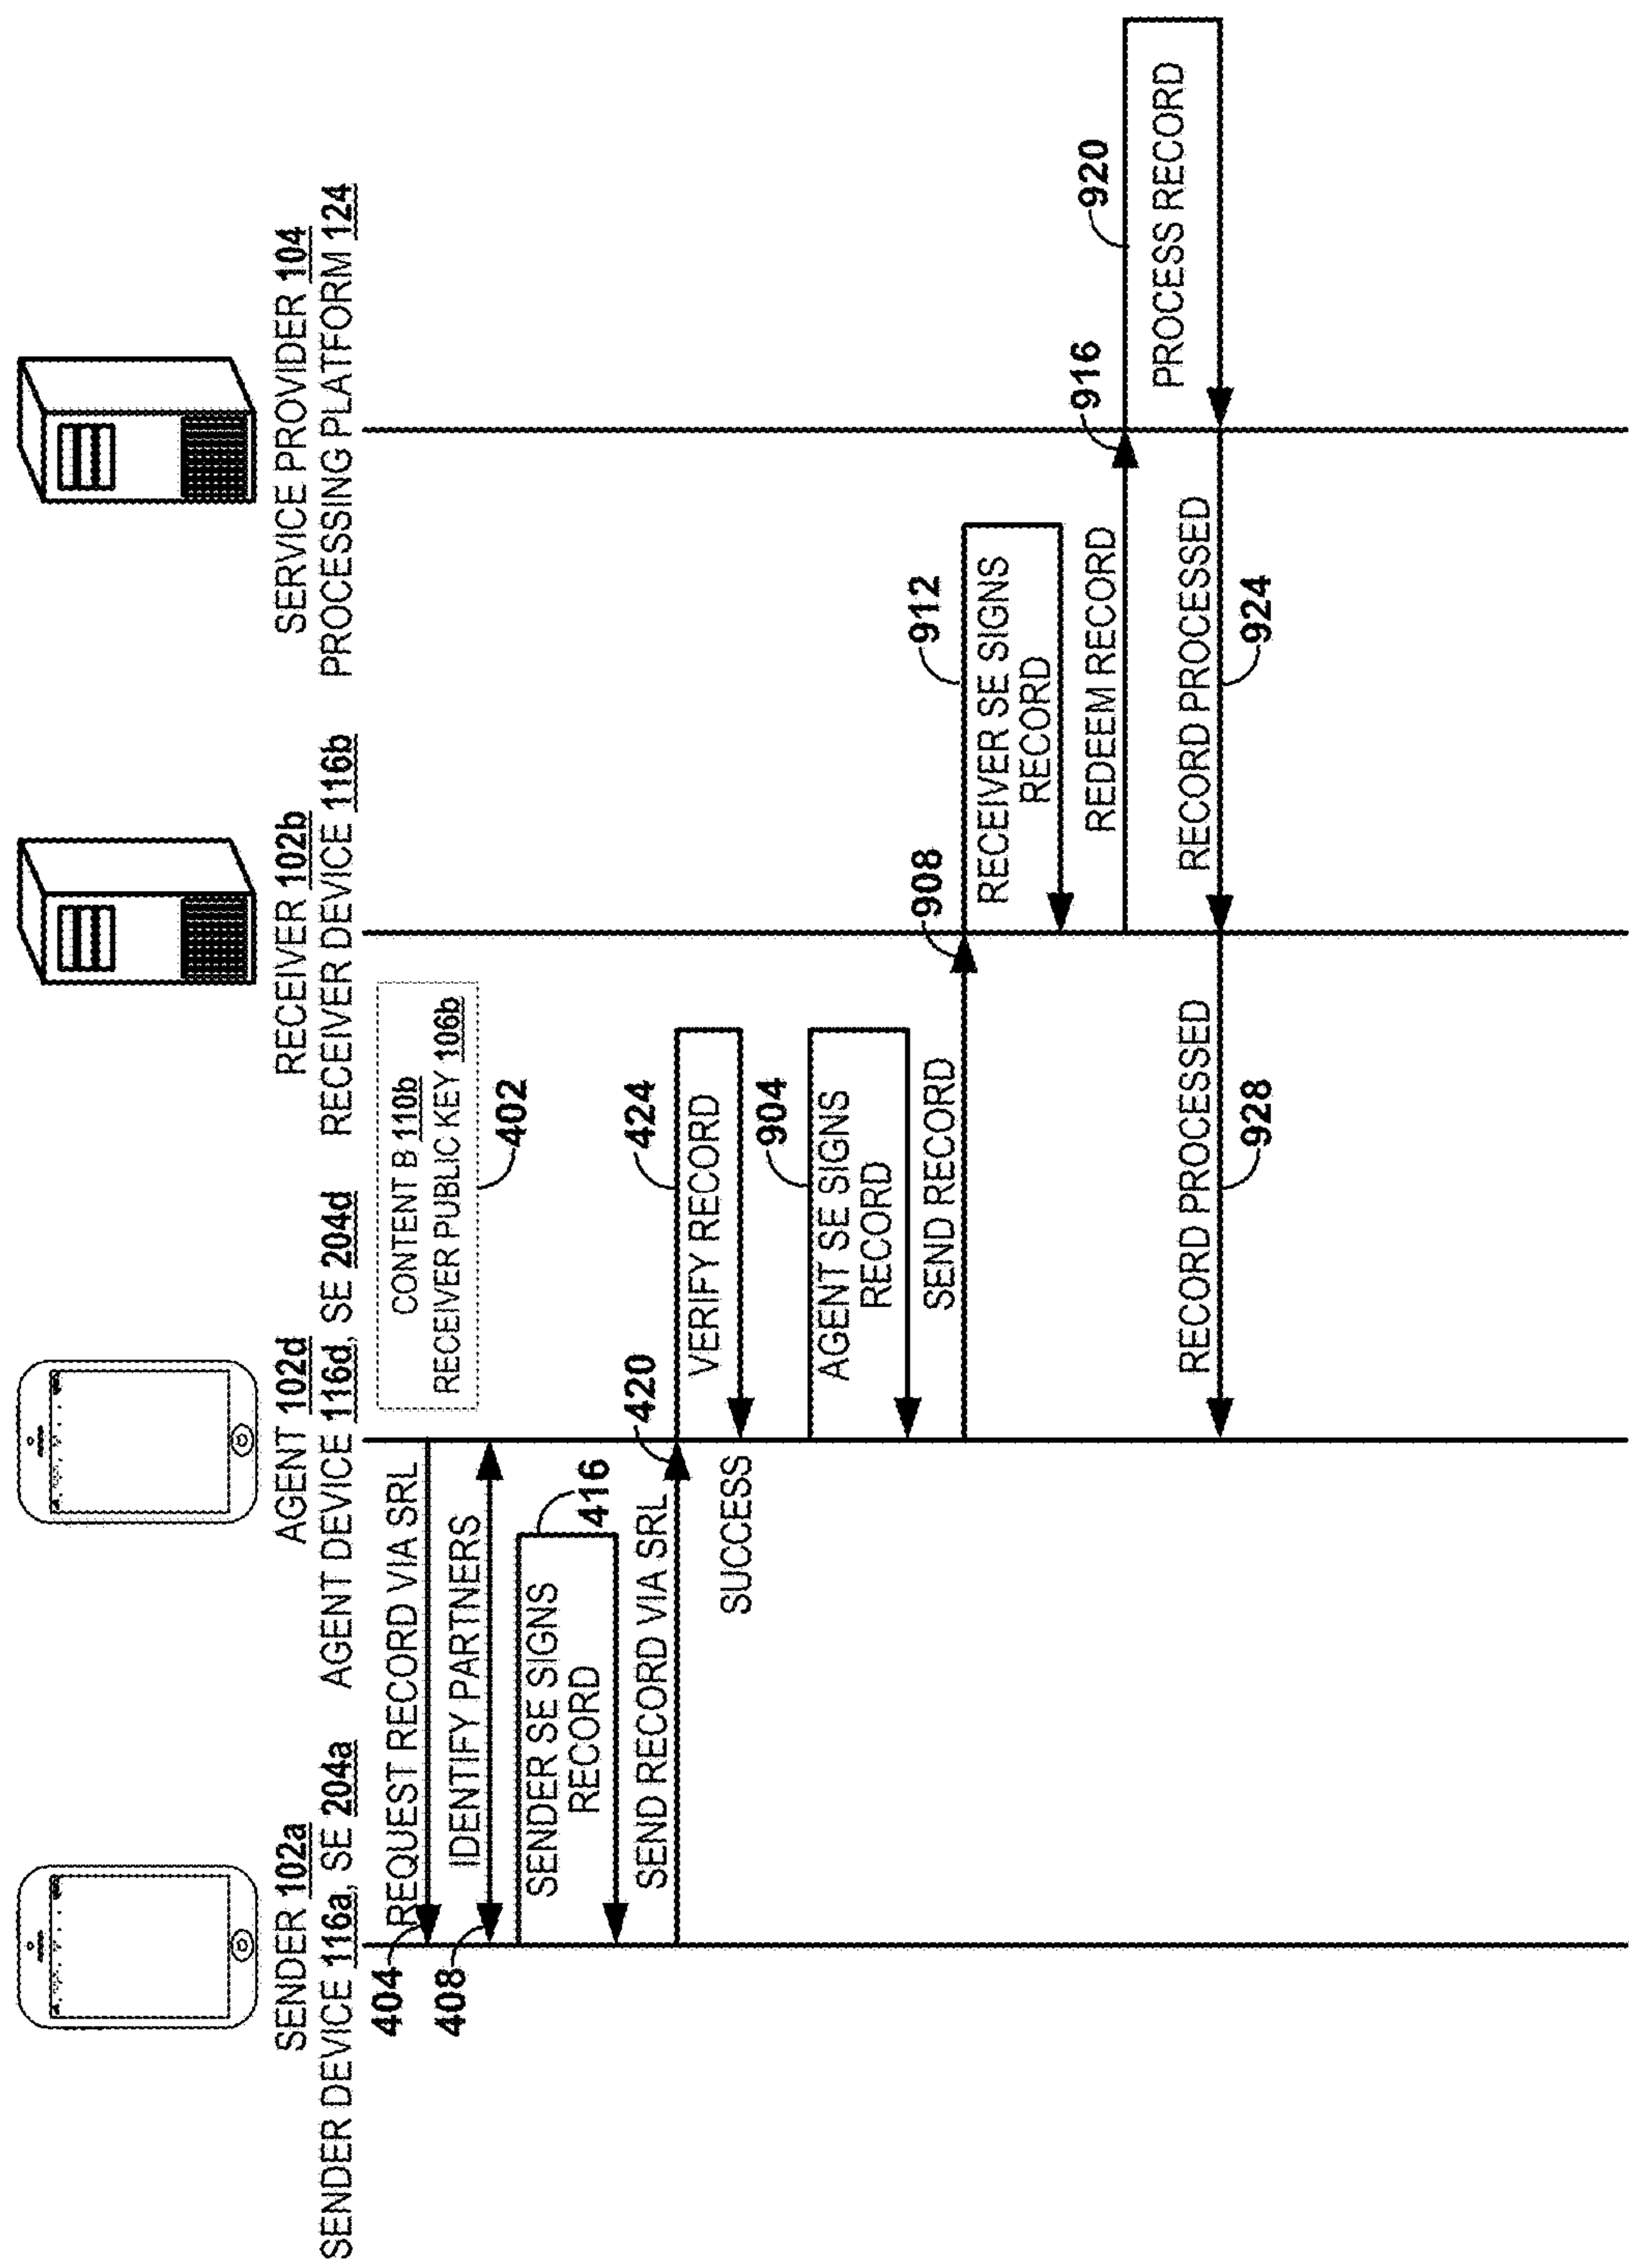 SENDER 102a
SENDER DEVICE 116a, SE 204a
AGENT 102d
AGENT DEVICE 116d, SE 204d
RECEIVER 102b
RECEIVER DEVICE 116b
SERVICE PROVIDER 104
PROCESSING PLATFORM 124
CONTENT B 110b
RECEIVER PUBLIC KEY 106b
402
404
REQUEST RECORD VIA SRL
408
IDENTIFY PARTNERS
SENDER SE SIGNS
RECORD
416
SEND RECORD VIA SRL
420
424
VERIFY RECORD
SUCCESS
904
AGENT SE SIGNS
RECORD
SEND RECORD
908
912
RECEIVER SE SIGNS
RECORD
REDEEM RECORD
916
920
PROCESS RECORD
RECORD PROCESSED
924
RECORD PROCESSED
928